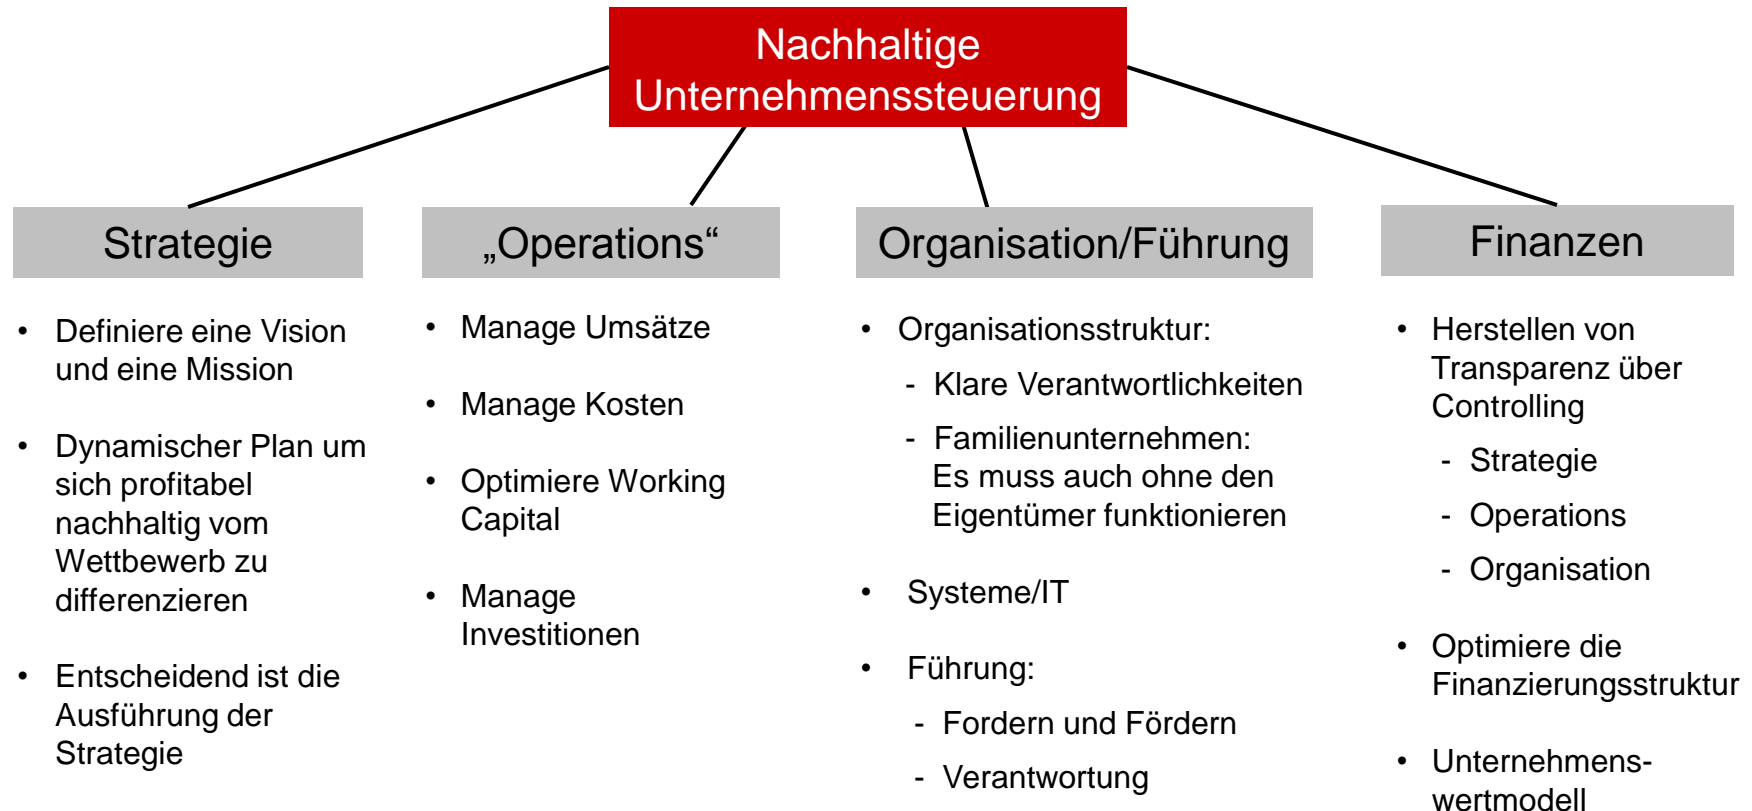 Nachhaltige
Unternehmenssteuerung
Strategie
• Definiere eine Vision
und eine Mission
• Dynamischer Plan um
sich profitabel
nachhaltig vom
Wettbewerb zu
differenzieren
• Entscheidend ist die
Ausführung der
Strategie
„Operations“
• Manage Umsätze
• Manage Kosten
• Optimiere Working
Capital
• Manage
Investitionen
Organisation/Führung
• Organisationsstruktur:
- Klare Verantwortlichkeiten
- Familienunternehmen:
Es muss auch ohne den
Eigentümer funktionieren
• Systeme/IT
• Führung:
- Fordern und Fördern
- Verantwortung
Finanzen
• Herstellen von
Transparenz über
Controlling
- Strategie
- Operations
- Organisation
• Optimiere die
Finanzierungsstruktur
• Unternehmens-
wertmodell